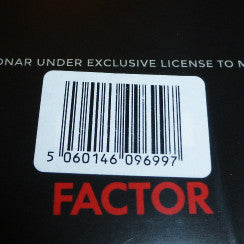 ONAR UNDER EXCLUSIVE LICENSE TO M
5 060146 096997
FACTOR